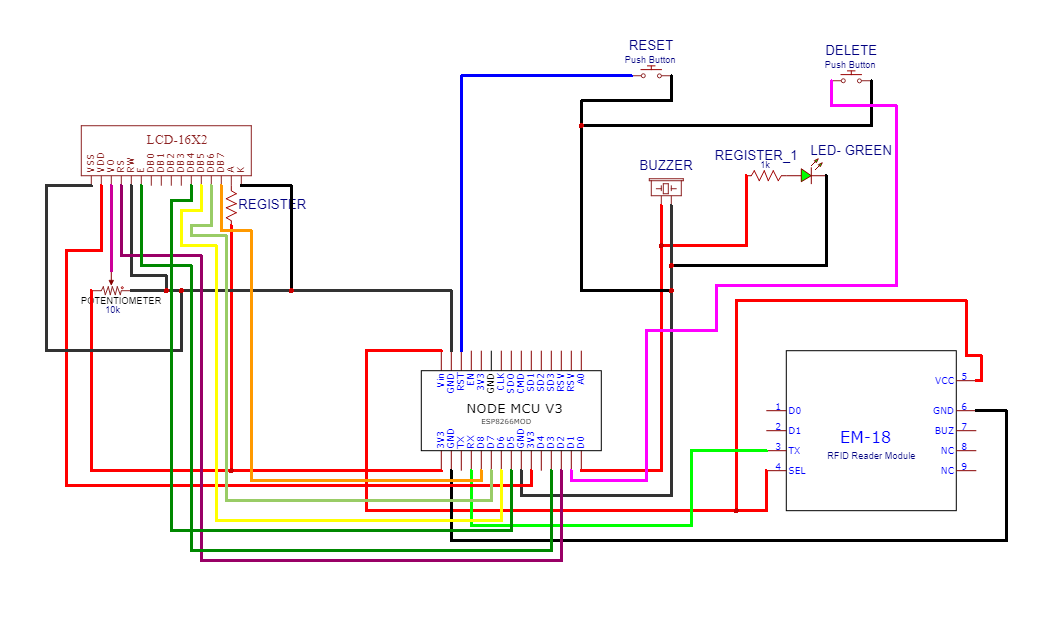 RESET
Push Button
DELETE
Push Button
LCD-16X2
VSS
VDD
VO
RS
RW
E
DB0
DB1
DB2
DB3
DB4
DB5
DB6
DB7
A
K
REGISTER
BUZZER
REGISTER_1
1k
LED- GREEN
POTENTIOMETER
10k
Vin
GND
RST
EN
3V3
GND
CLK
SD0
CMD
SD1
SD2
SD3
RSV
RSV
A0
NODE MCU V3
ESP8266MOD
3V3
GND
TX
RX
D8
D7
D6
D5
GND
3V3
D4
D3
D2
D1
D0
1 D0
2 D1
3 TX
4 SEL
EM-18
RFID Reader Module
VCC 5
GND 6
BUZ 7
NC 8
NC 9